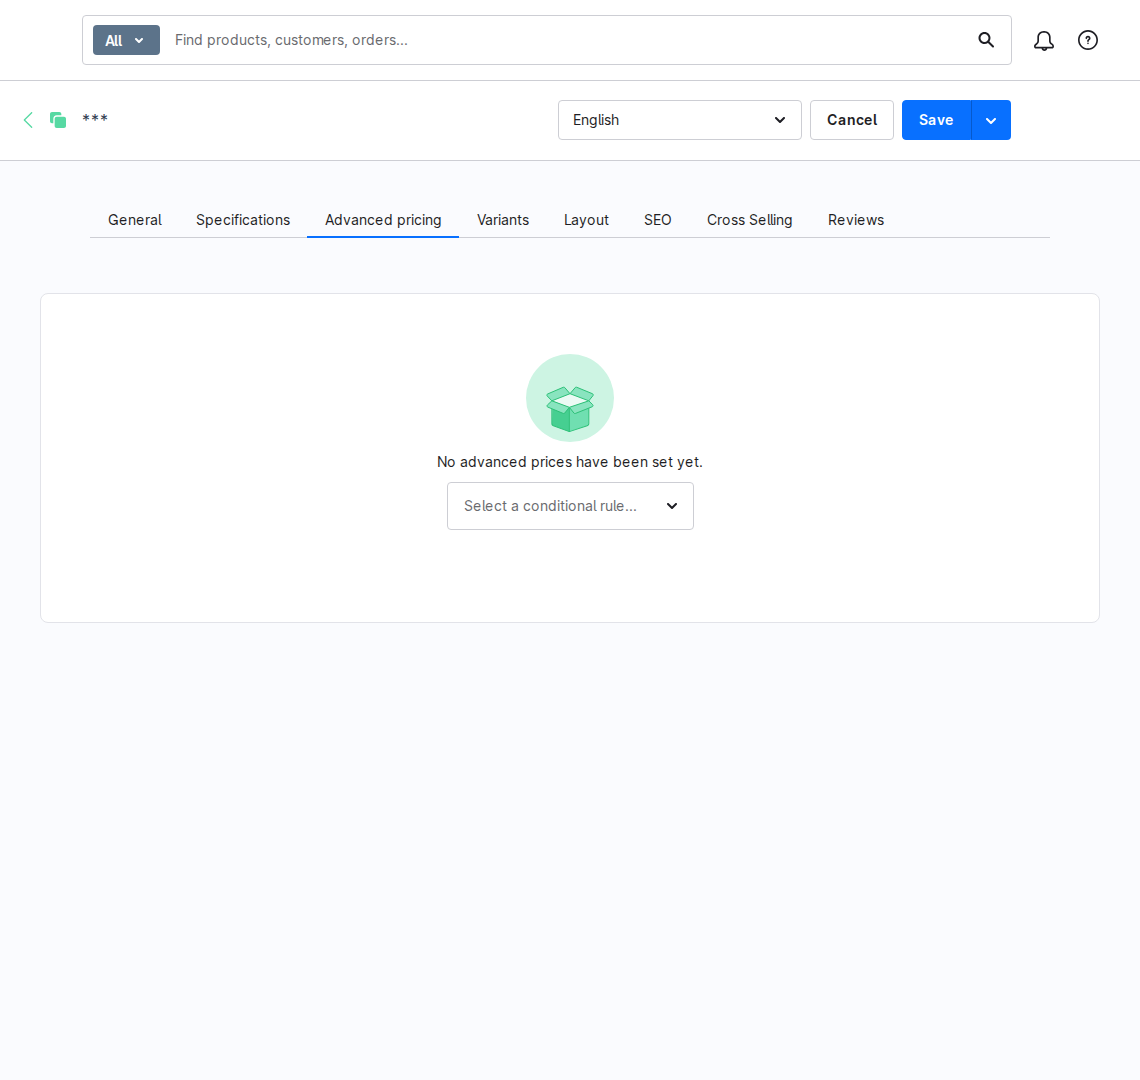 All
Find products, customers, orders...
***
English
Cancel
Save
General
Specifications
Advanced pricing
Variants
Layout
SEO
Cross Selling
Reviews
No advanced prices have been set yet.
Select a conditional rule...